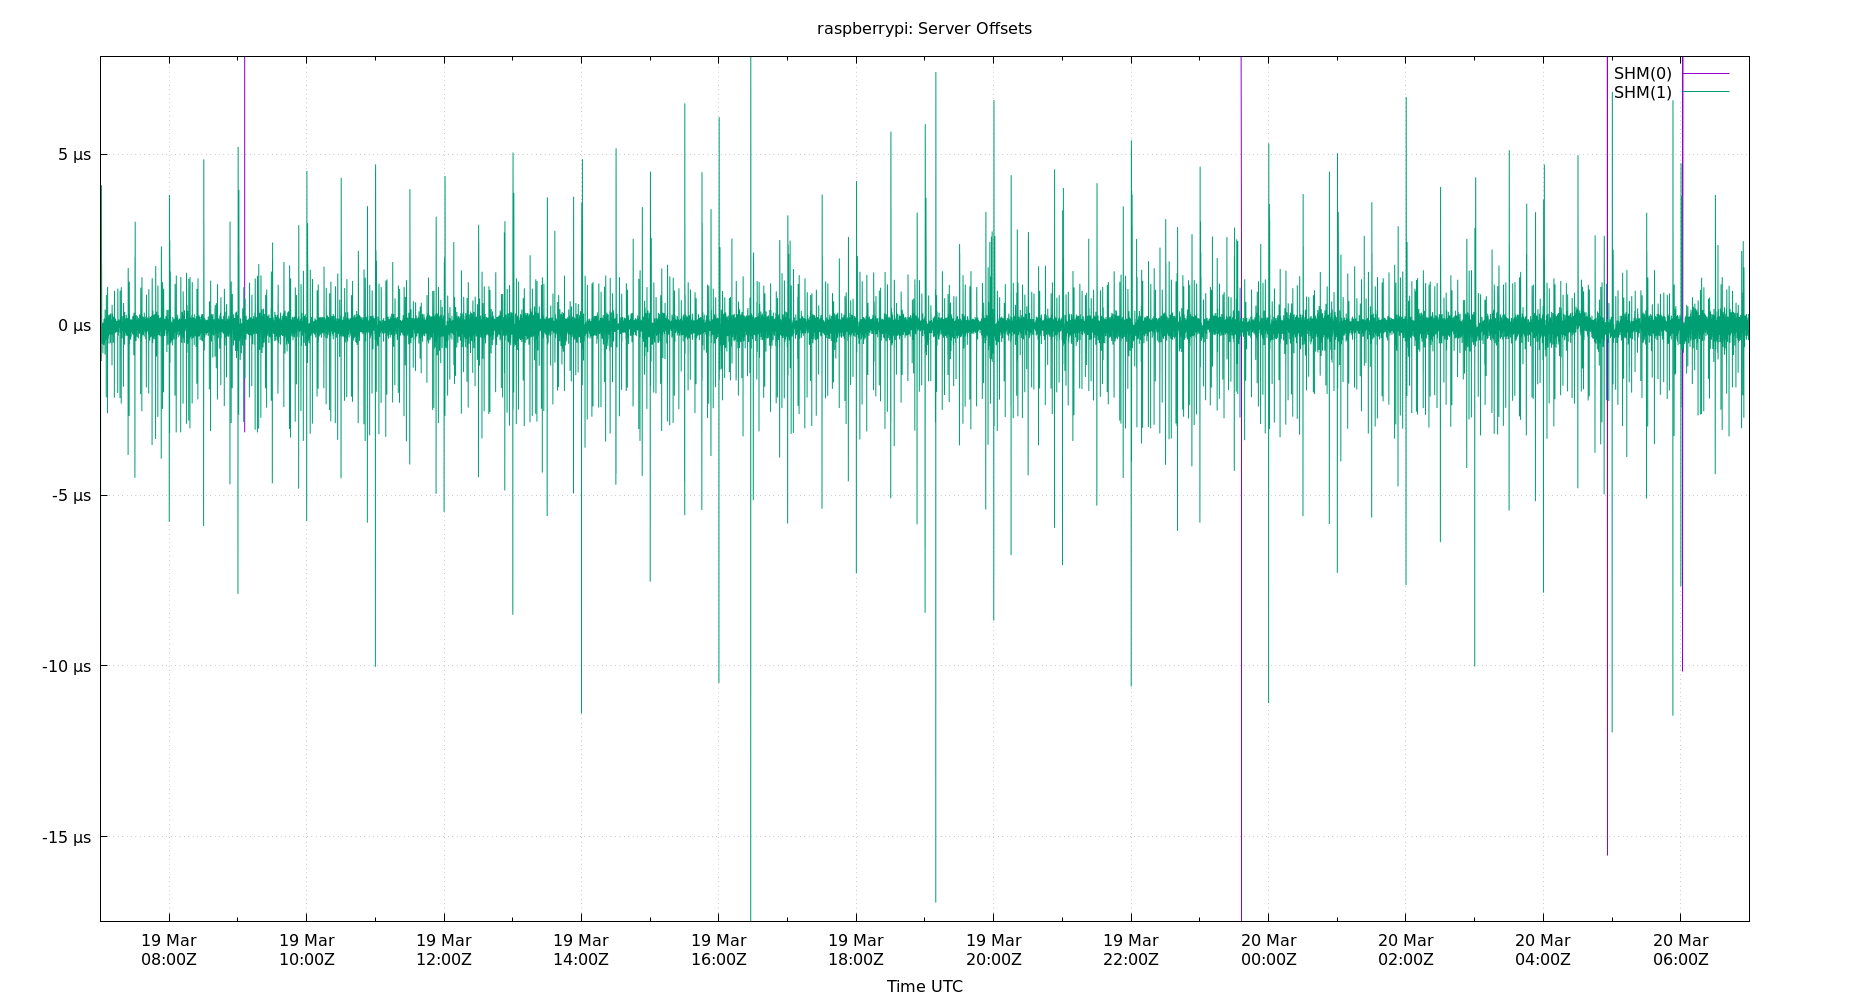 raspberrypi: Server Offsets
SHM(0)
SHM(1)
5 µs
0 µs
-5 µs
-10 µs
-15 µs
19 Mar 19 Mar 19 Mar 19 Mar 19 Mar 19 Mar 19 Mar 19 Mar 20 Mar 20 Mar 20 Mar 20 Mar
08:00Z 10:00Z 12:00Z 14:00Z 16:00Z 18:00Z 20:00Z 22:00Z 00:00Z 02:00Z 04:00Z 06:00Z
Time UTC